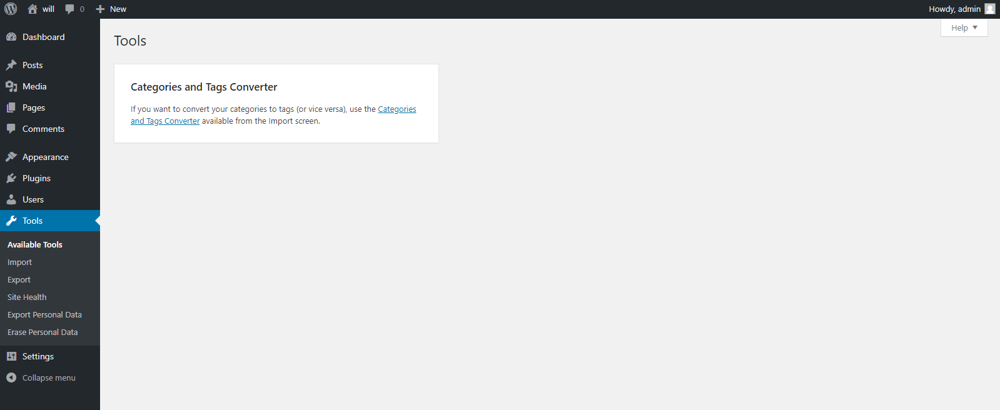 will
0
New
Howdy, admin
Help
Dashboard
Posts
Media
Pages
Comments
Appearance
Plugins
Users
Tools
Available Tools
Import
Export
Site Health
Export Personal Data
Erase Personal Data
Settings
Collapse menu
Tools
Categories and Tags Converter
If you want to convert your categories to tags (or vice versa), use the Categories
and Tags Converter available from the Import screen.